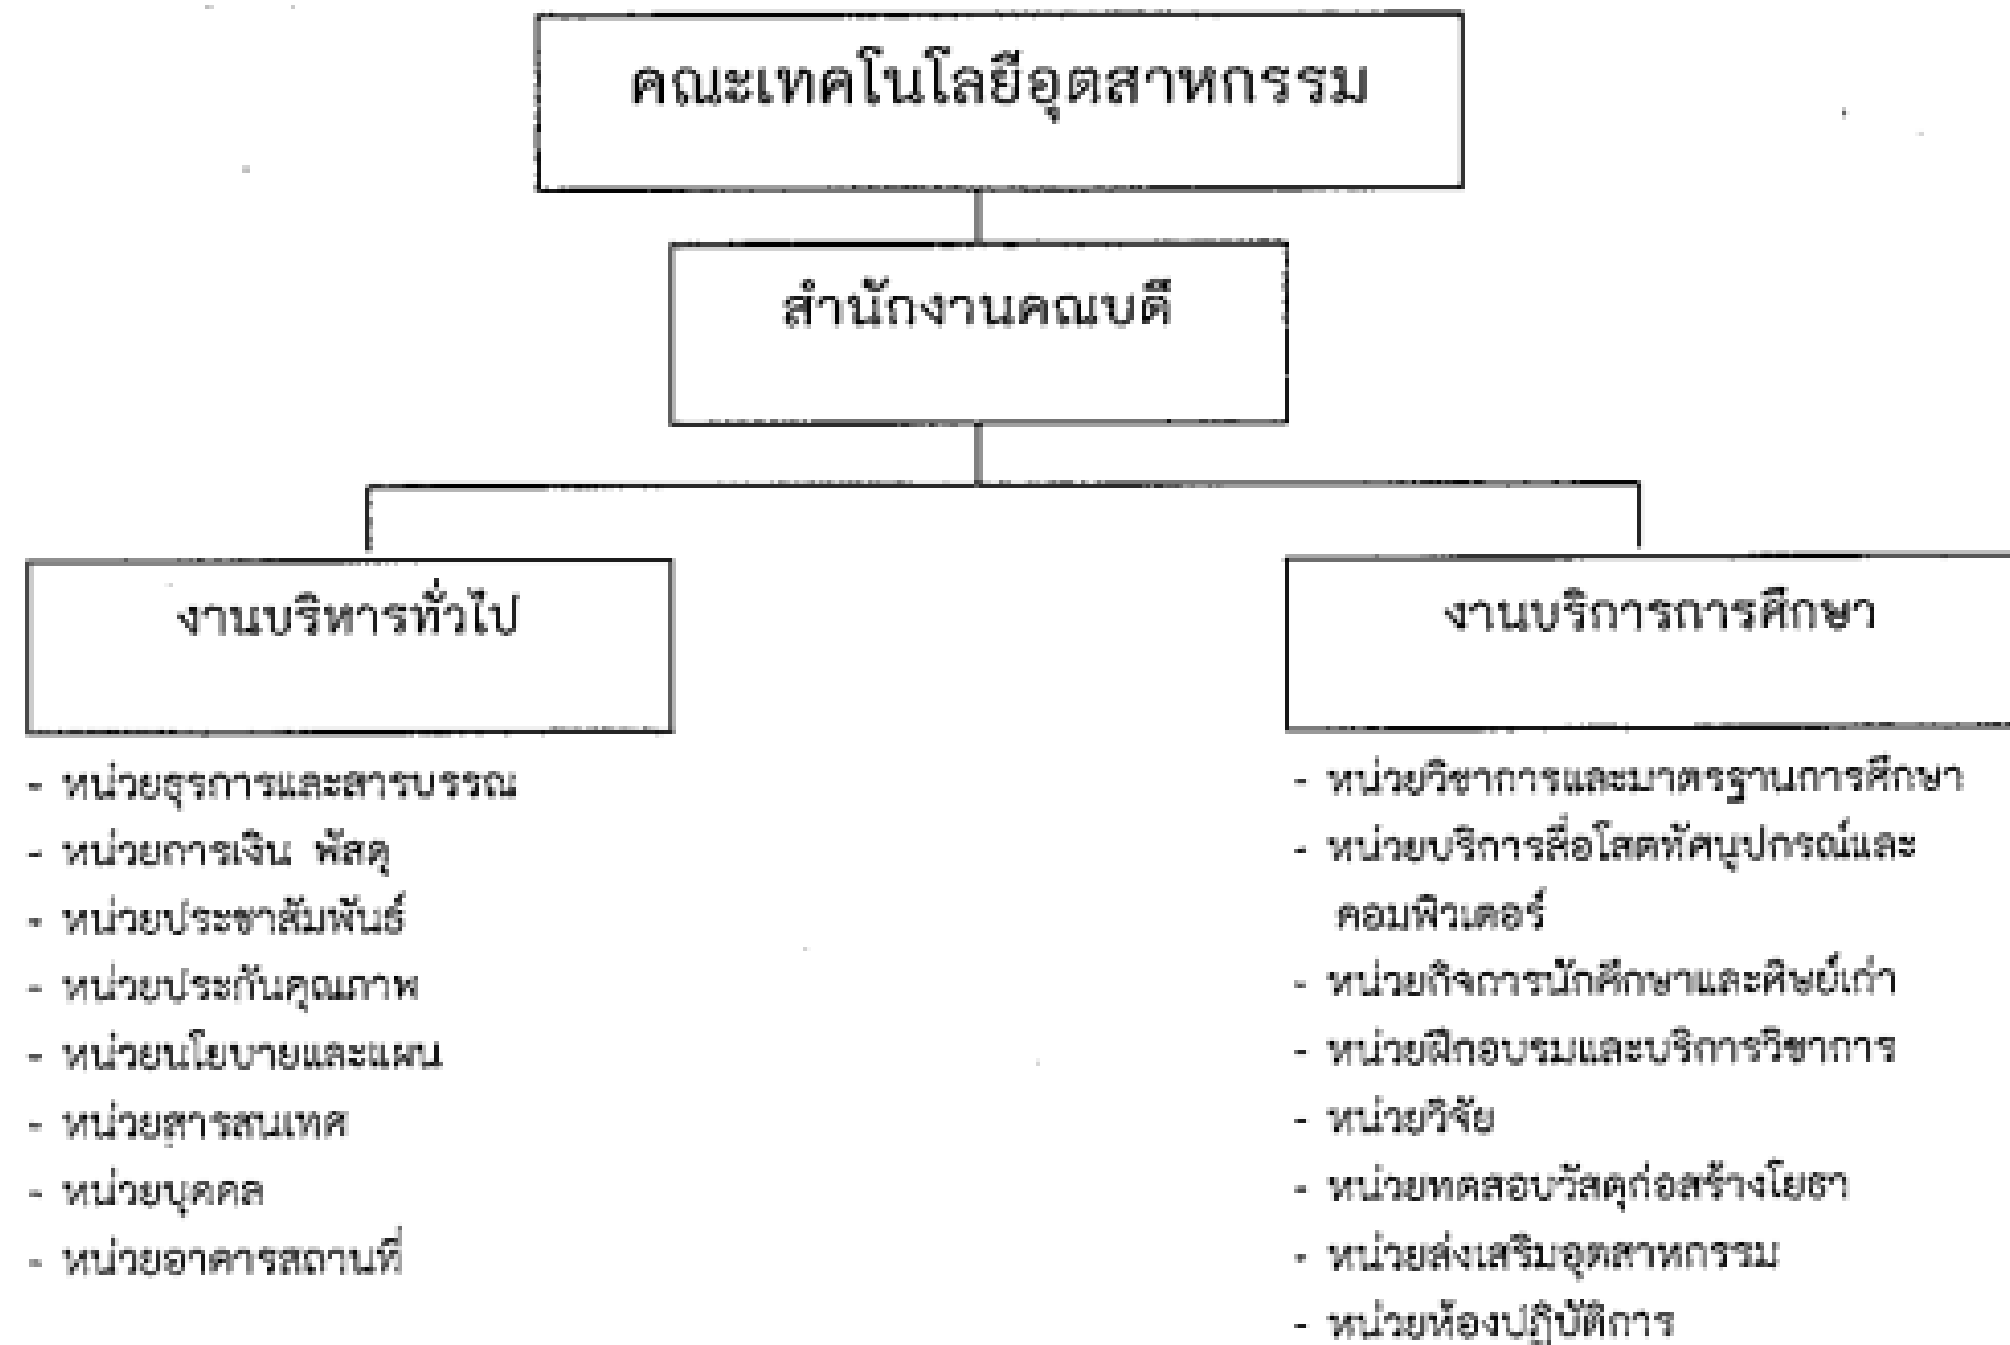 คณะเทคโนโลยีอุตสาหกรรม
สำนักงานคณบดี
งานบริหารทั่วไป
- หน่วยธุรการและสารบรรณ
- หน่วยการเงิน พัสดุ
- หน่วยประชาสัมพันธ์
- หน่วยประกันคุณภาพ
- หน่วยนโยบายและแผน
- หน่วยสารสนเทศ
- หน่วยบุคคล
- หน่วยอาคารสถานที่
งานบริการการศึกษา
- หน่วยวิชาการและมาตรฐานการศึกษา
- หน่วยบริการสื่อโสตทัศนูปกรณ์และ
คอมพิวเตอร์
- หน่วยกิจการนักศึกษาและศิษย์เก่า
- หน่วยฝึกอบรมและบริการวิชาการ
- หน่วยวิจัย
- หน่วยทดสอบวัสดุก่อสร้างโยธา
- หน่วยส่งเสริมอุตสาหกรรม
- หน่วยห้องปฏิบัติการ